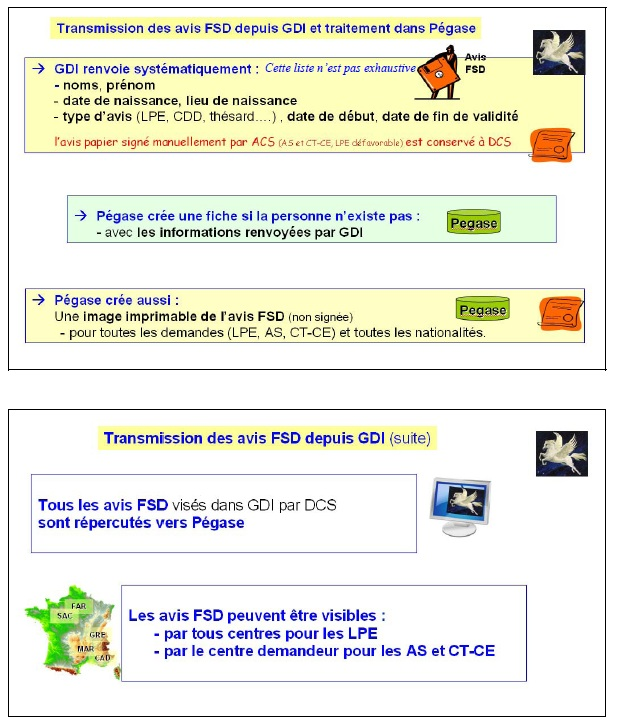 Transmission des avis FSD depuis GDI et traitement dans Pégase
→ GDI renvoie systématiquement : Cette liste n'est pas exhaustive
Avis
FSD
- noms, prénom
- date de naissance, lieu de naissance
- type d'avis (LPE, CDD, thésard….) , date de début, date de fin de validité
l'avis papier signé manuellement par ACS (AS et CT-CE, LPE défavorable) est conservé à DCS
→ Pégase crée une fiche si la personne n'existe pas :
- avec les informations renvoyées par GDI
Pegase
→ Pégase crée aussi :
Une image imprimable de l'avis FSD (non signée)
- pour toutes les demandes (LPE, AS, CT-CE) et toutes les nationalités.
Pegase
Transmission des avis FSD depuis GDI (suite)
Tous les avis FSD visés dans GDI par DCS
sont répercutés vers Pégase
FAR
SAC
GRE
MAR
CAD
Les avis FSD peuvent être visibles :
- par tous centres pour les LPE
- par le centre demandeur pour les AS et CT-CE